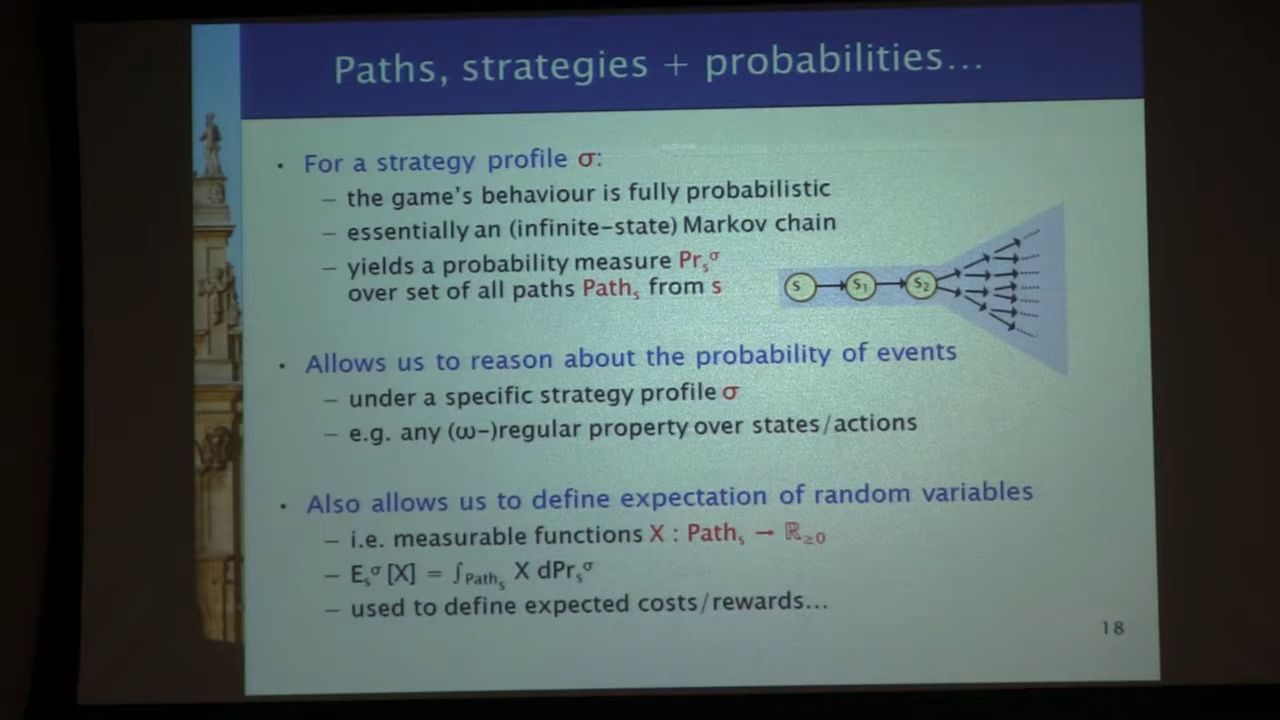 Paths, strategies + probabilities…
· For a strategy profile σ:
– the game's behaviour is fully probabilistic
– essentially an (infinite-state) Markov chain
– yields a probability measure Prₛσ
over set of all paths Pathₛ from s
s s₁ s₂
· Allows us to reason about the probability of events
– under a specific strategy profile σ
– e.g. any (ω-)regular property over states/actions
· Also allows us to define expectation of random variables
– i.e. measurable functions X : Pathₛ → ℝ≥0
– Eₛσ [X] = ∫Pathₛ X dPrₛσ
– used to define expected costs/rewards…
18